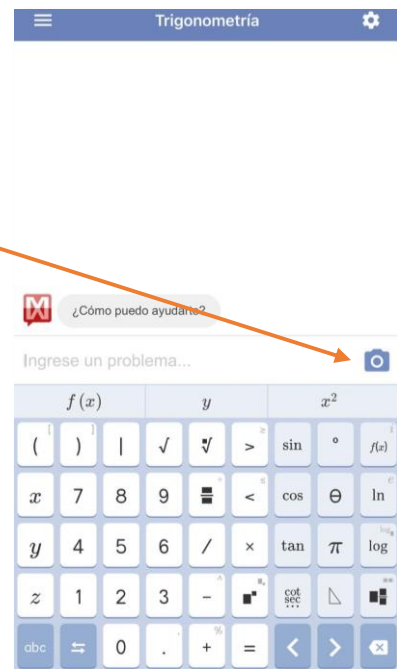 Trigonometría
¿Cómo puedo ayudarte?
Ingrese un problema...
f(x) y x²
( [ ) ] | √ ∜ > ≥ sin ° f(x)
x 7 8 9 ÷ < ≤ cos Θ ln
y 4 5 6 / × tan π log
z 1 2 3 − ^ cot sec ...
abc 0 . , + % = < >